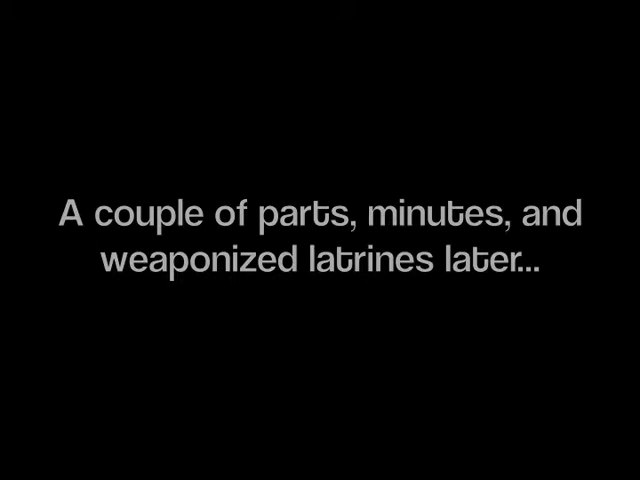 A couple of parts, minutes, and
weaponized latrines later...